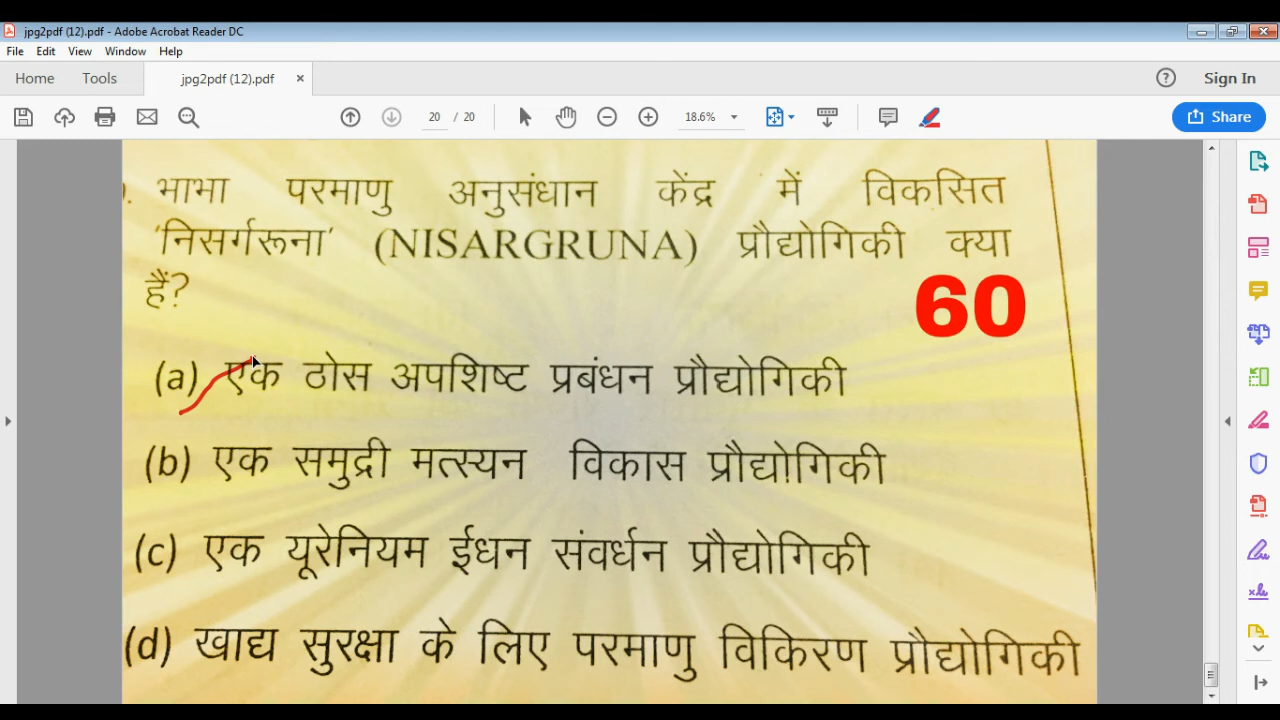 jpg2pdf (12).pdf - Adobe Acrobat Reader DC
File Edit View Window Help
Home Tools jpg2pdf (12).pdf × Sign In
20 / 20 18.6% Share
). भाभा परमाणु अनुसंधान केंद्र में विकसित
'निसर्गरूना' (NISARGRUNA) प्रौद्योगिकी क्या
हैं?
60
(a) एक ठोस अपशिष्ट प्रबंधन प्रौद्योगिकी
(b) एक समुद्री मत्स्यन विकास प्रौद्योगिकी
(c) एक यूरेनियम ईधन संवर्धन प्रौद्योगिकी
(d) खाद्य सुरक्षा के लिए परमाणु विकिरण प्रौद्योगिकी